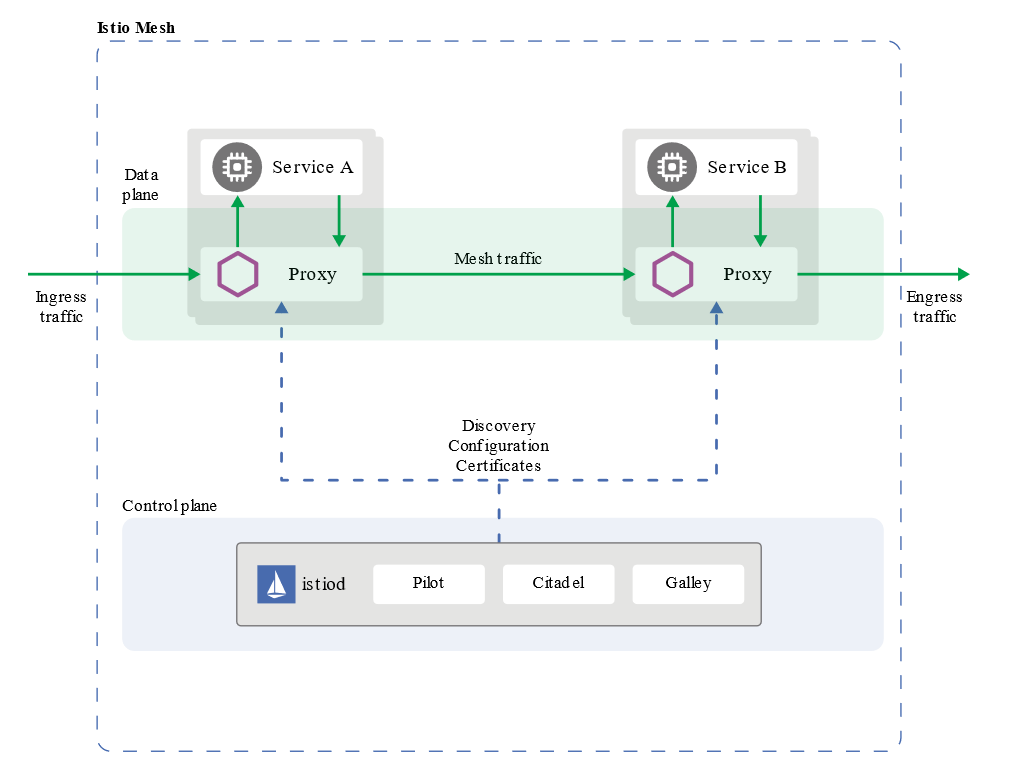 Istio Mesh
Data
plane
Service A
Service B
Proxy
Mesh traffic
Proxy
Ingress
traffic
Engress
traffic
Discovery
Configuration
Certificates
Control plane
istiod
Pilot
Citadel
Galley